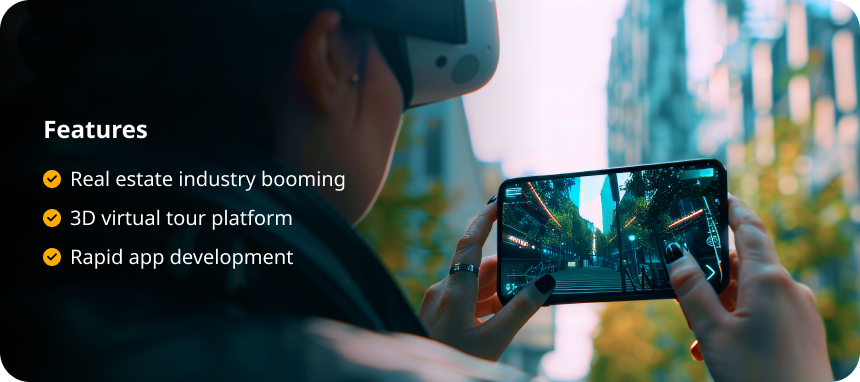 Features
Real estate industry booming
3D virtual tour platform
Rapid app development